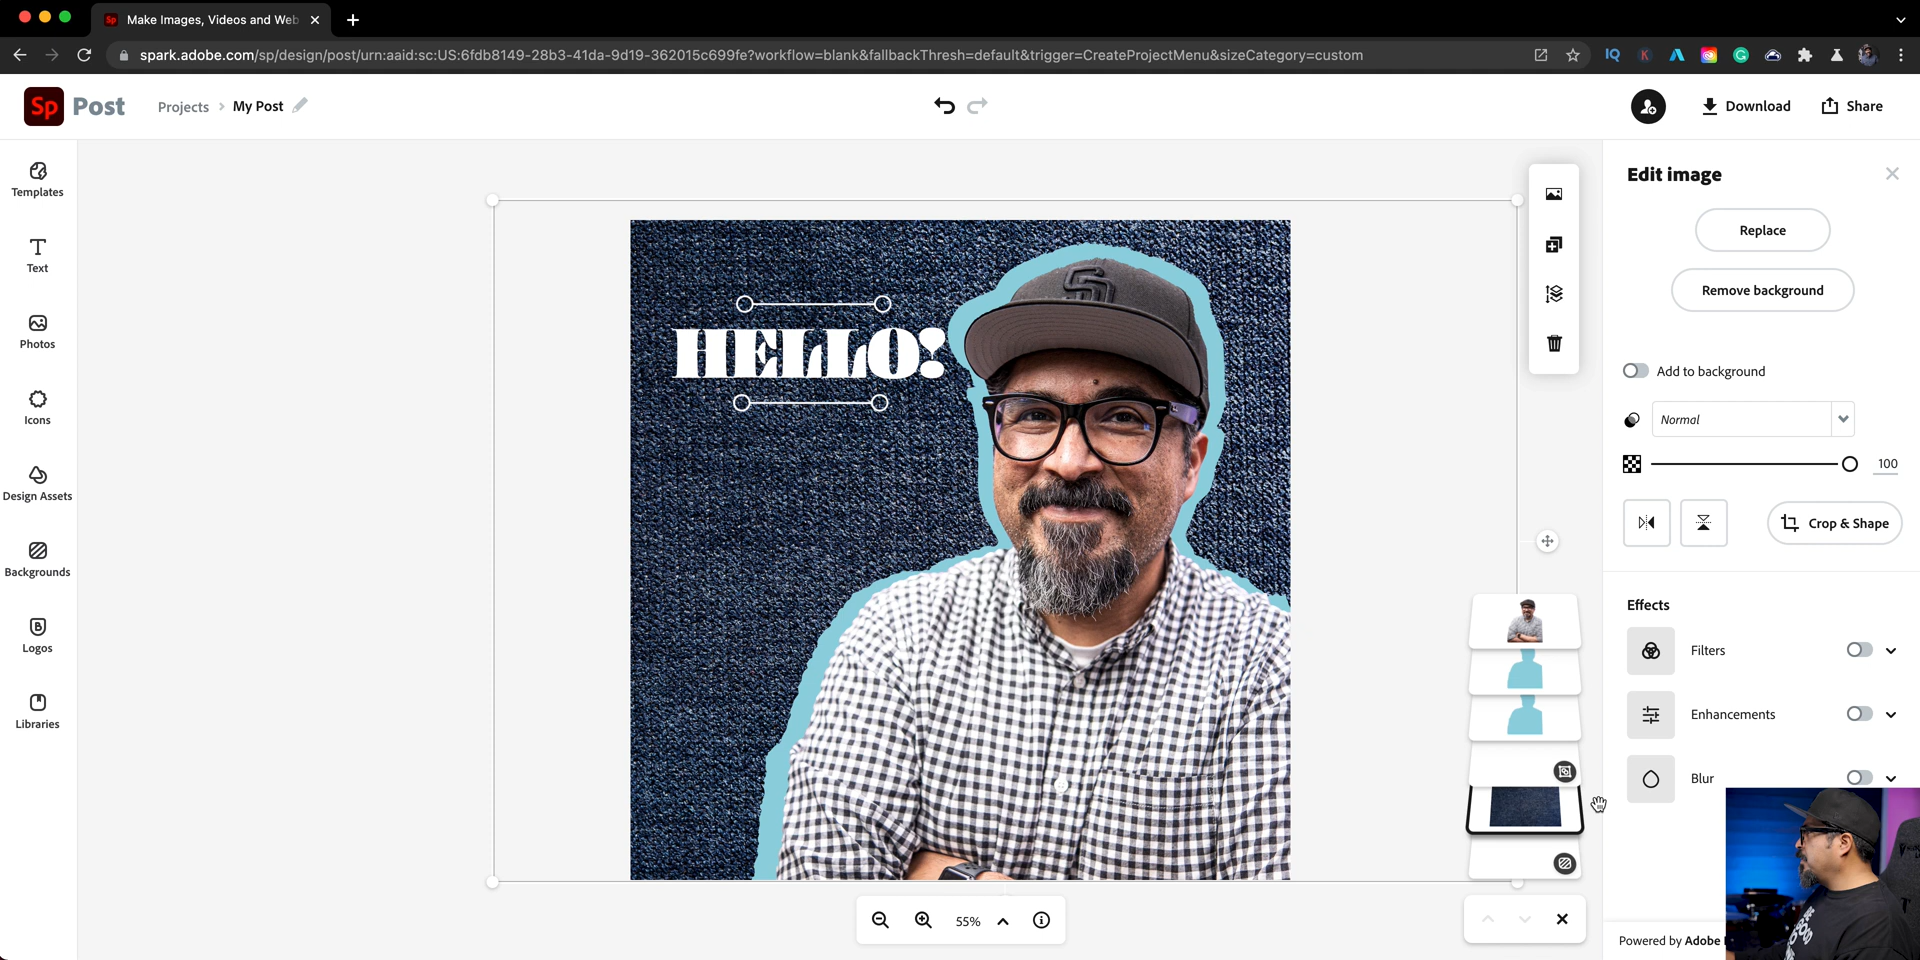 Make Images, Videos and Web
spark.adobe.com/sp/design/post/urn:aaid:sc:US:6fdb8149-28b3-41da-9d19-362015c699fe?workflow=blank&fallbackThresh=default&trigger=CreateProjectMenu&sizeCategory=custom
Sp Post
Projects > My Post
Download
Share
Templates
Text
Photos
Icons
Design Assets
Backgrounds
Logos
Libraries
HELLO!
55%
Edit image
Replace
Remove background
Add to background
Normal
100
Crop & Shape
Effects
Filters
Enhancements
Blur
Powered by Adobe